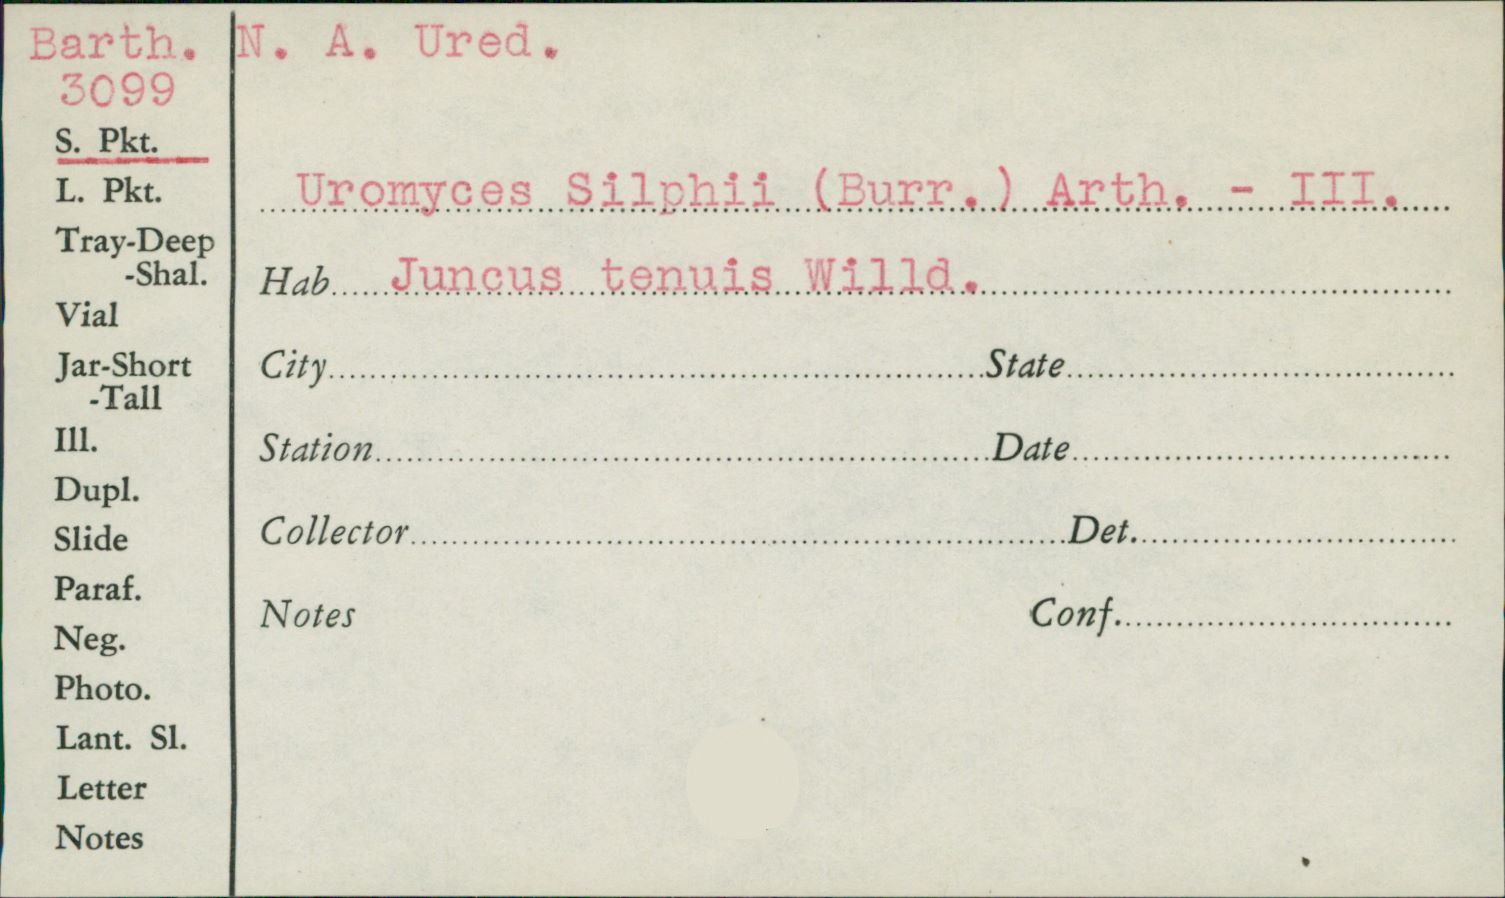 Barth. N. A. Ured.
3099
S. Pkt.
L. Pkt.
Tray-Deep
-Shal.
Vial
Jar-Short
-Tall
Ill.
Dupl.
Slide
Paraf.
Neg.
Photo.
Lant. Sl.
Letter
Notes
Uromyces Silphii (Burr.) Arth. - III.
Hab Juncus tenuis Willd.
City State
Station Date
Collector Det.
Notes Conf.